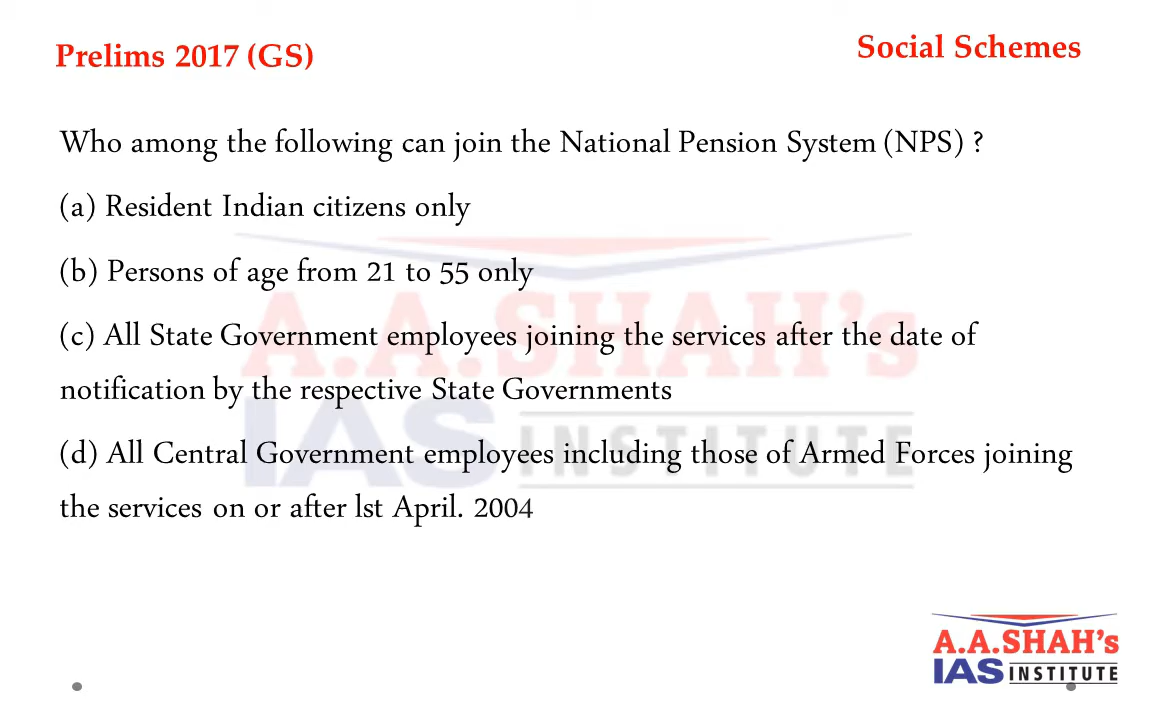 Prelims 2017 (GS)
Social Schemes
Who among the following can join the National Pension System (NPS) ?
(a) Resident Indian citizens only
(b) Persons of age from 21 to 55 only
(c) All State Government employees joining the services after the date of
notification by the respective State Governments
(d) All Central Government employees including those of Armed Forces joining
the services on or after lst April. 2004
A.A.SHAH's
IAS INSTITUTE
A.A.SHAH's
IAS INSTITUTE